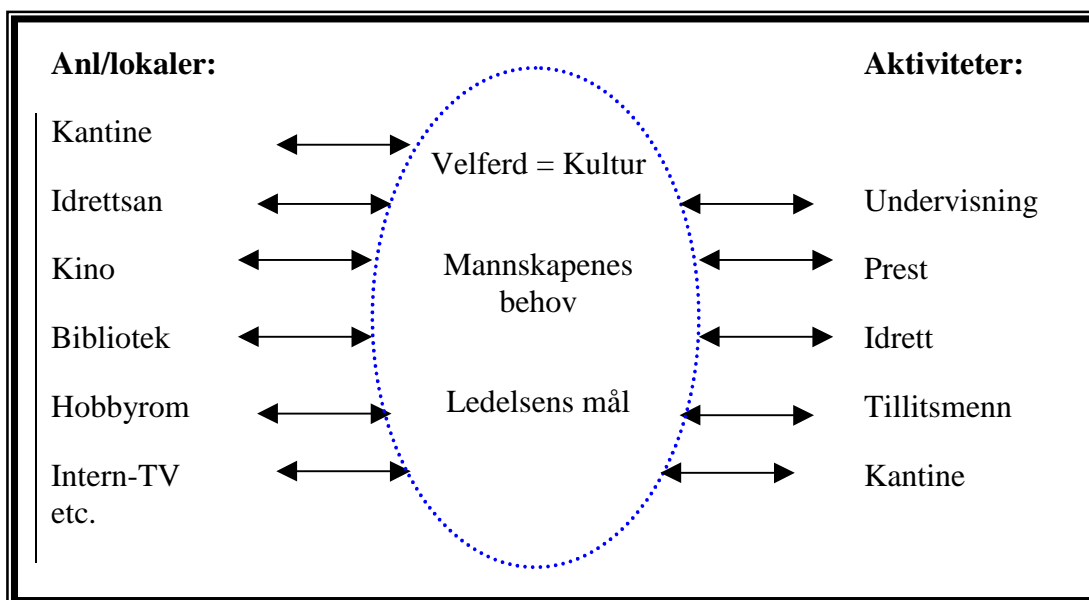 Anl/lokaler:
Kantine
Idrettsan
Kino
Bibliotek
Hobbyrom
Intern-TV
etc.
Velferd = Kultur
Mannskapenes
behov
Ledelsens mål
Aktiviteter:
Undervisning
Prest
Idrett
Tillitsmenn
Kantine